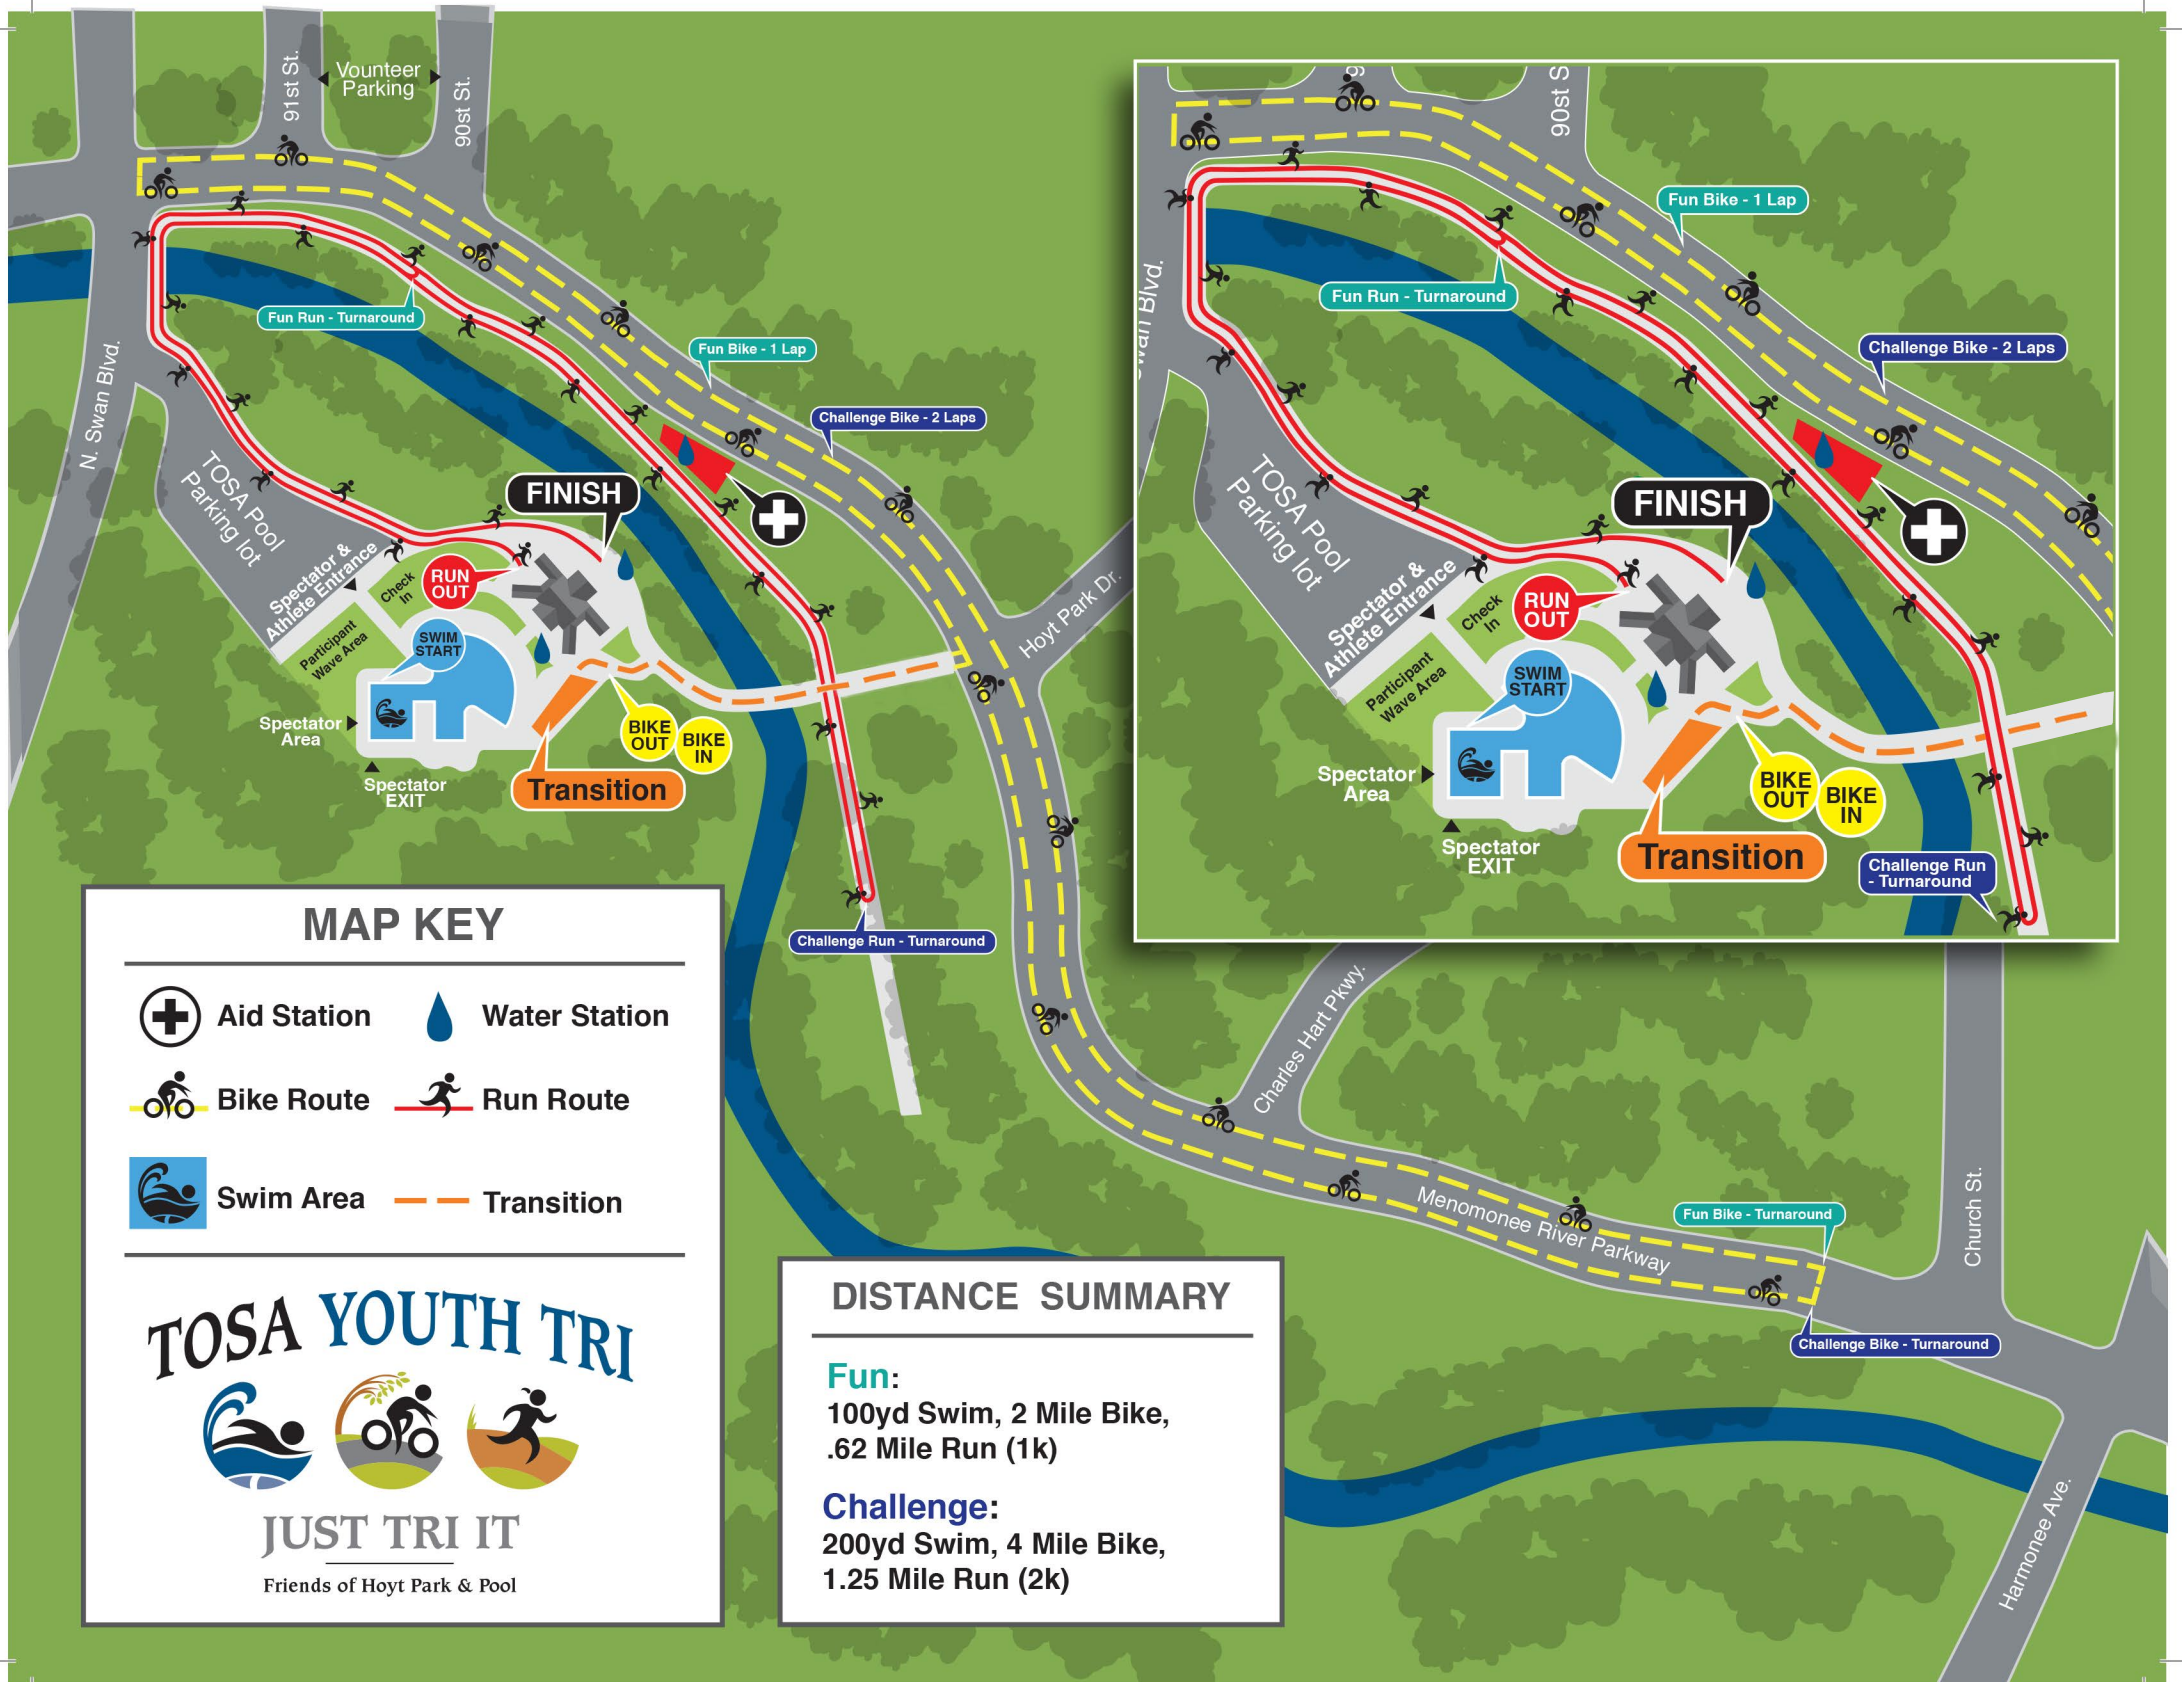 91st St.
Vounteer
Parking
90st St.
N. Swan Blvd.
Fun Run - Turnaround
Fun Bike - 1 Lap
Challenge Bike - 2 Laps
TOSA Pool
Parking lot
FINISH
Spectator &
Athlete Entrance
Check
In
RUN
OUT
Participant
Wave Area
SWIM
START
Hoyt Park Dr.
Spectator
Area
BIKE
OUT
BIKE
IN
Spectator
EXIT
Transition
Challenge Run - Turnaround
9
90st S
wan Blvd.
Fun Bike - 1 Lap
Fun Run - Turnaround
Challenge Bike - 2 Laps
TOSA Pool
Parking lot
FINISH
Spectator &
Athlete Entrance
Check
In
RUN
OUT
Participant
Wave Area
SWIM
START
Spectator
Area
BIKE
OUT
BIKE
IN
Spectator
EXIT
Transition
Challenge Run
- Turnaround
Charles Hart Pkwy.
Menomonee River Parkway
Fun Bike - Turnaround
Church St.
Challenge Bike - Turnaround
Harmonee Ave.
MAP KEY
Aid Station
Water Station
Bike Route
Run Route
Swim Area
Transition
TOSA YOUTH TRI
JUST TRI IT
Friends of Hoyt Park & Pool
DISTANCE SUMMARY
Fun:
100yd Swim, 2 Mile Bike,
.62 Mile Run (1k)
Challenge:
200yd Swim, 4 Mile Bike,
1.25 Mile Run (2k)